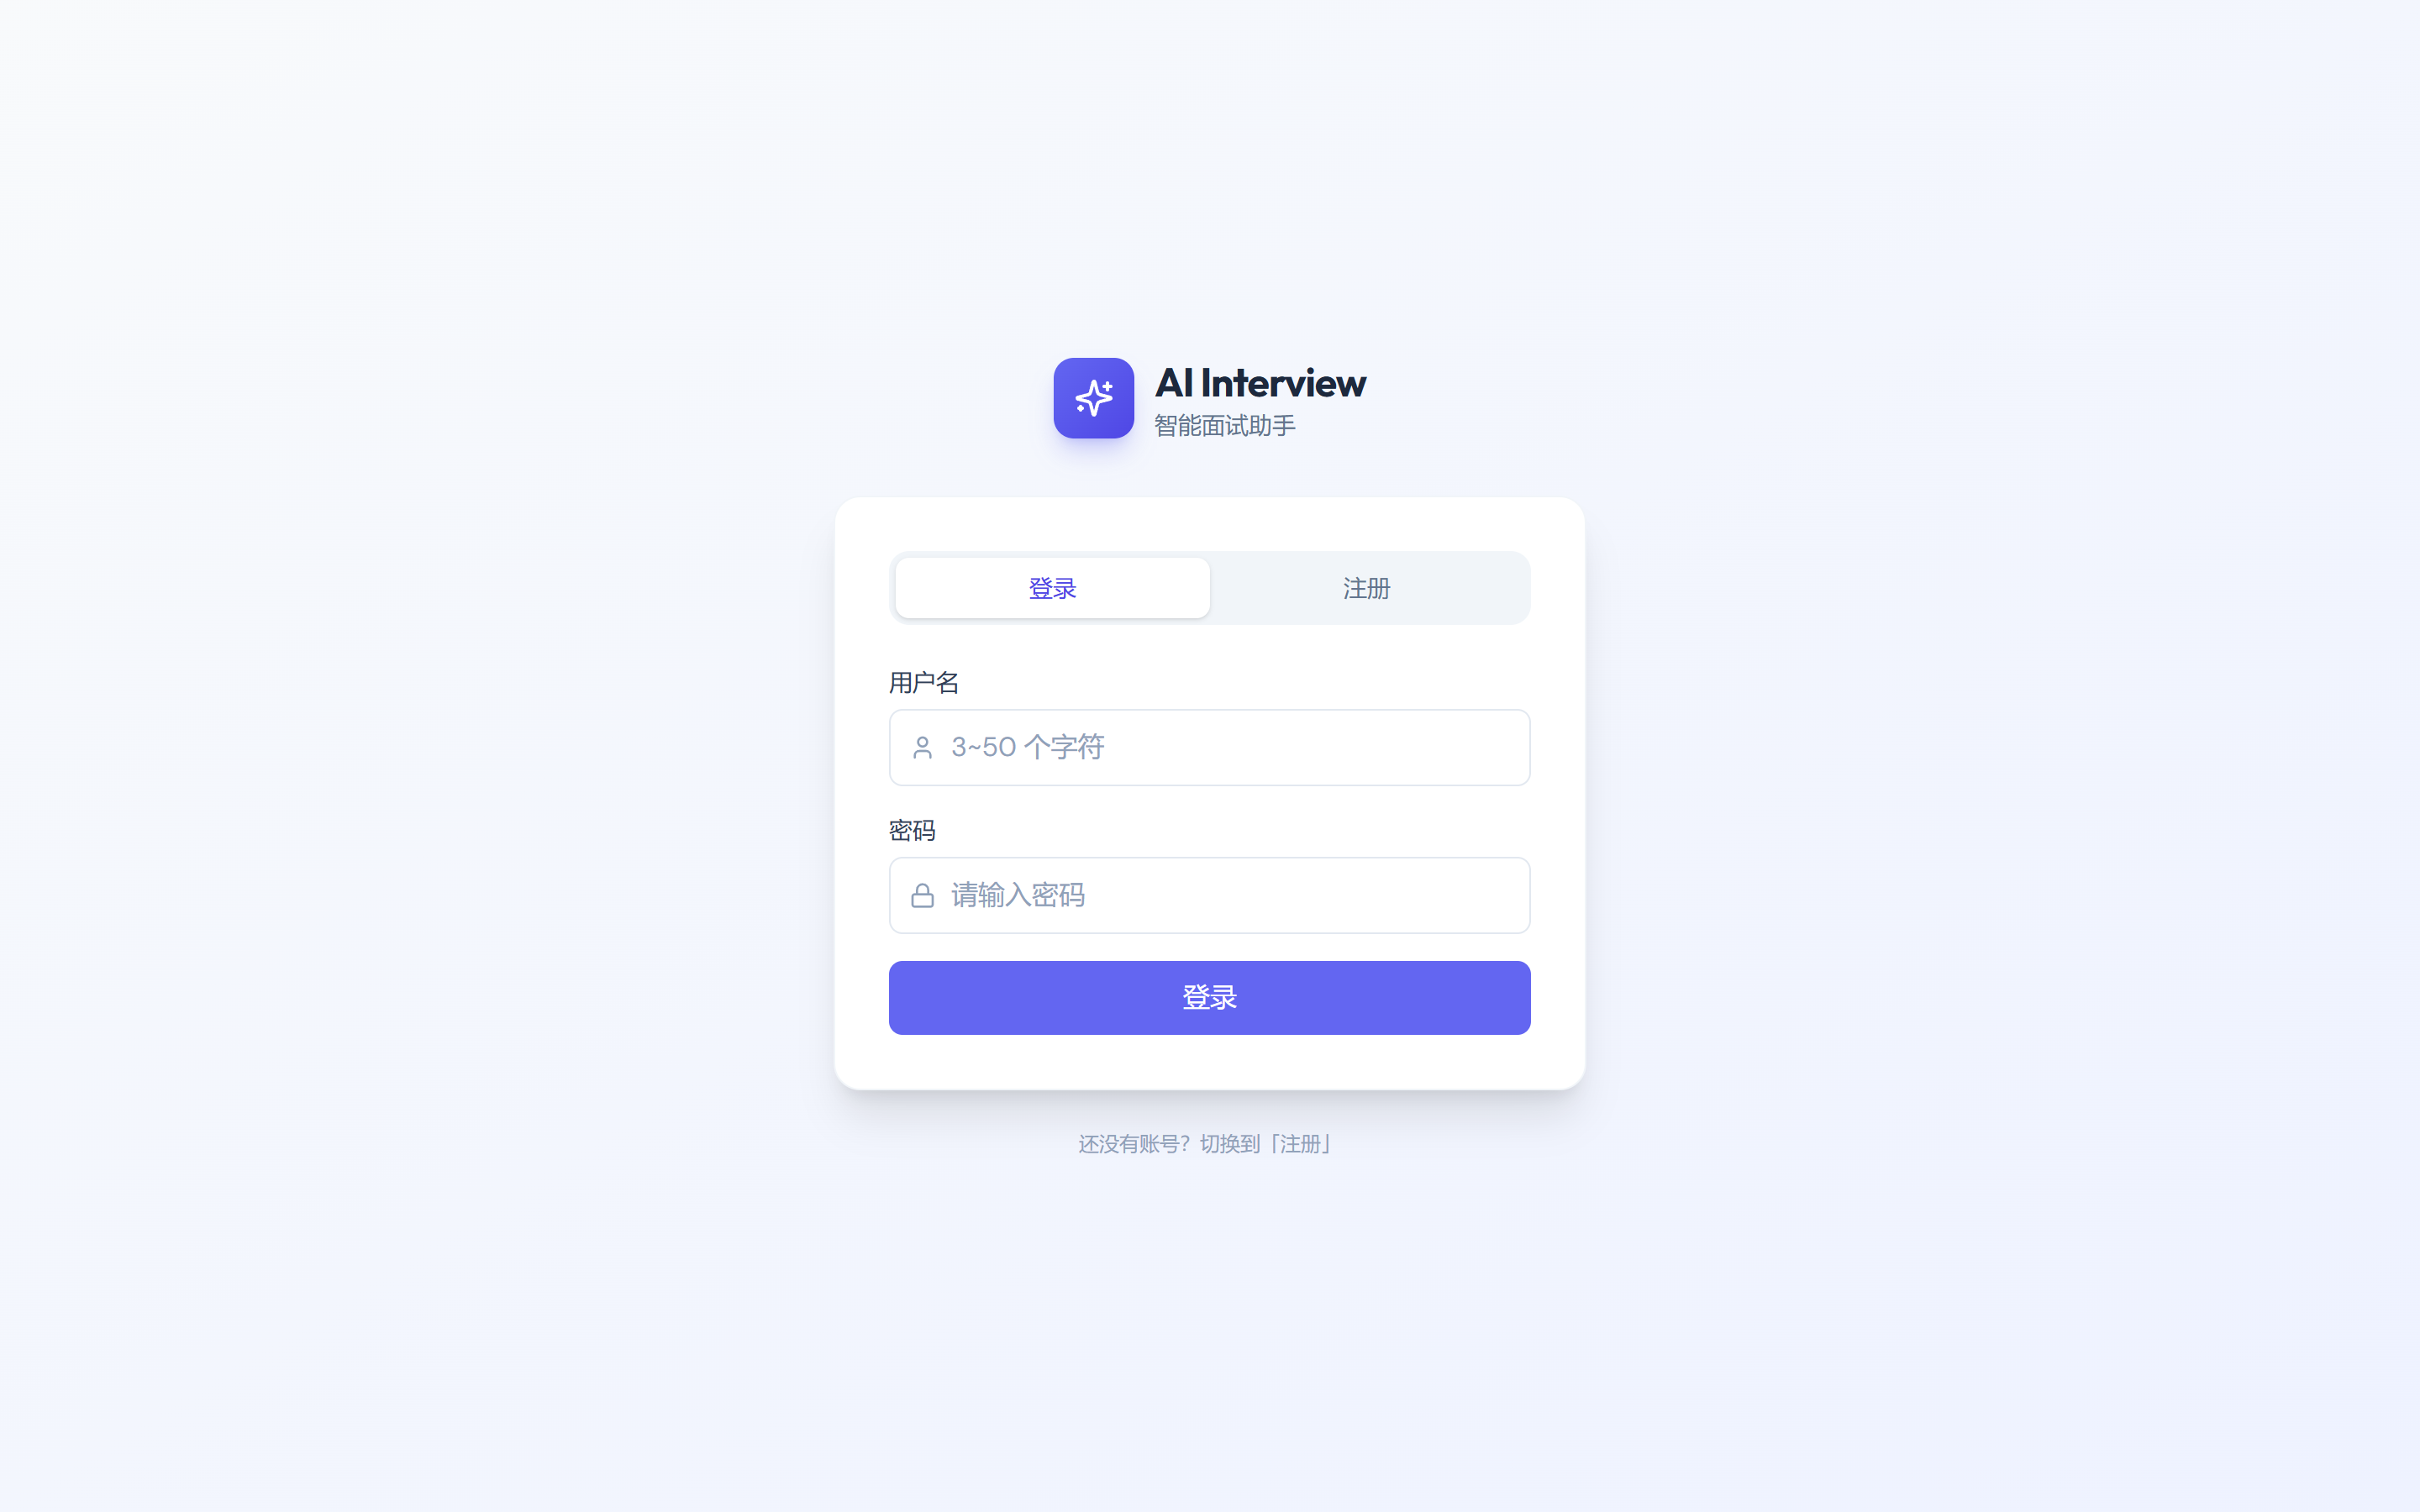 AI Interview
智能面试助手
登录
注册
用户名
3~50 个字符
密码
请输入密码
登录
还没有账号？切换到「注册」